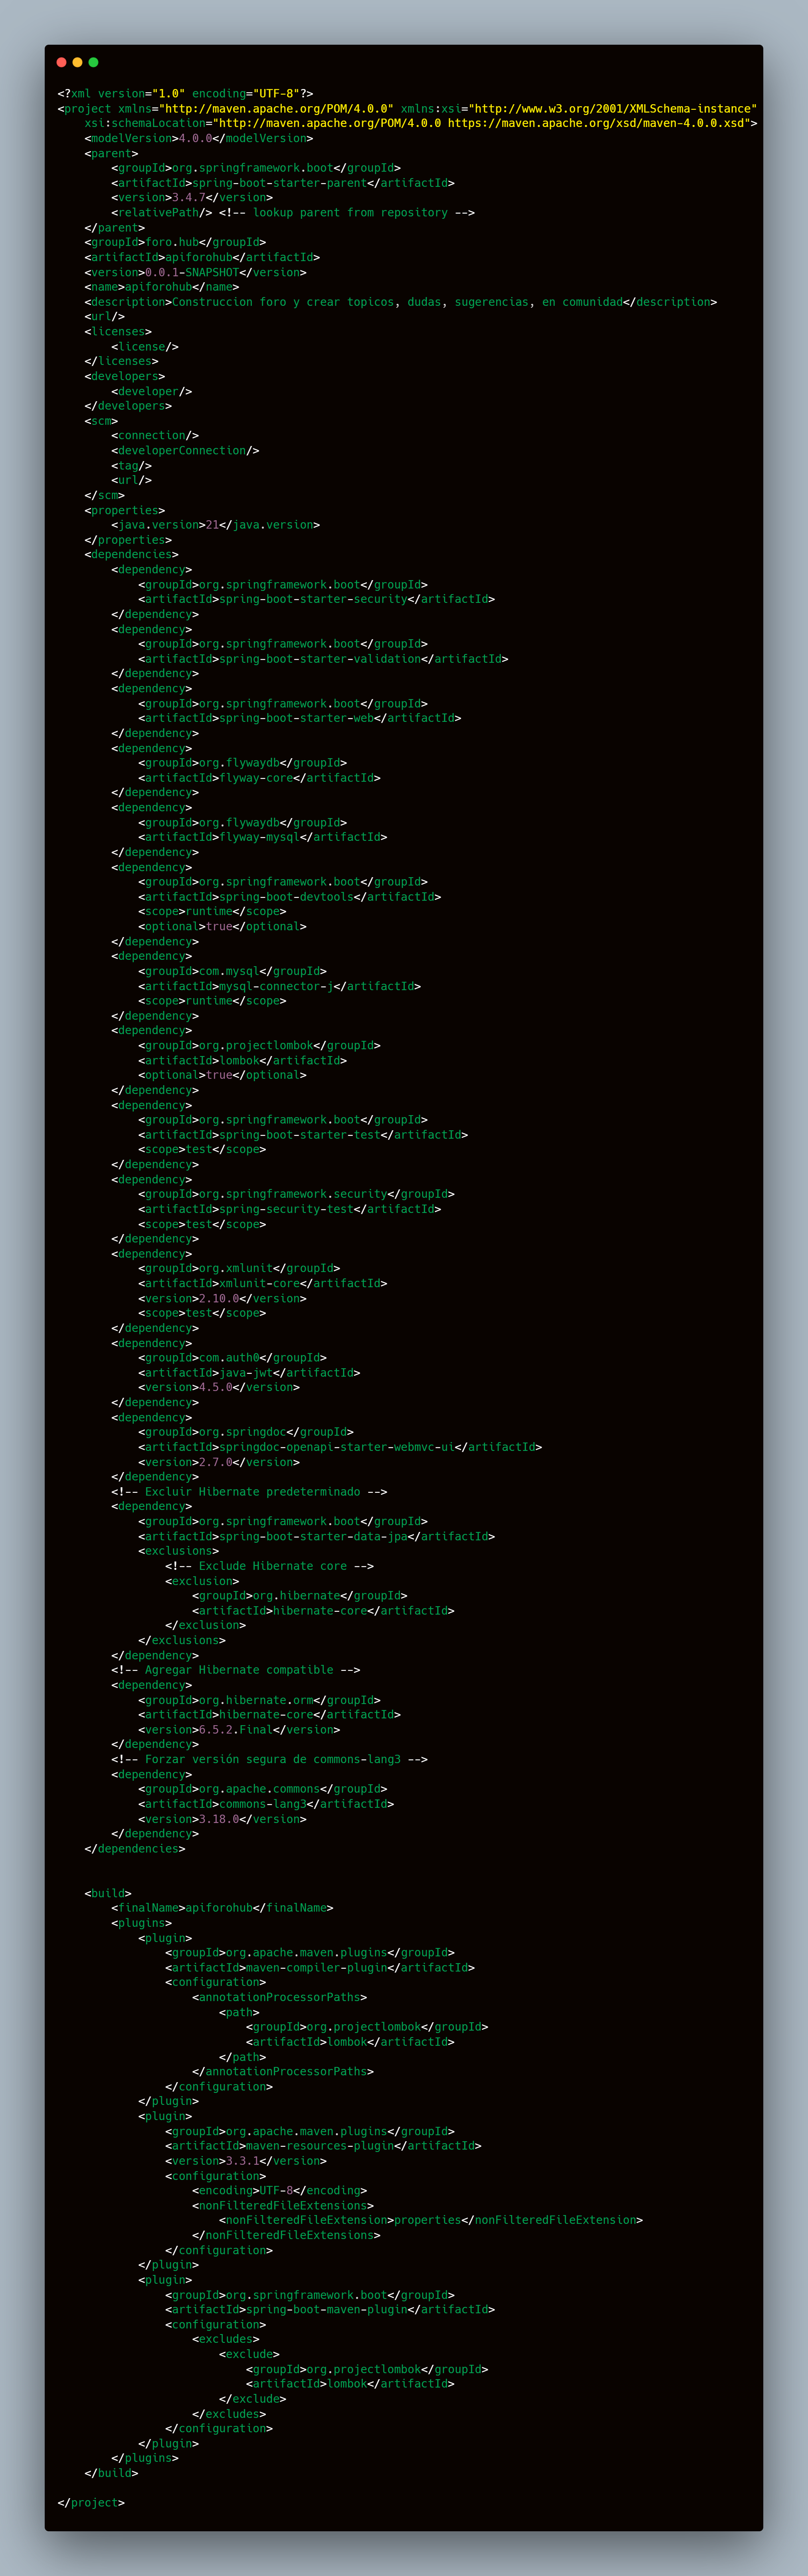 <?xml version="1.0" encoding="UTF-8"?>
<project xmlns="http://maven.apache.org/POM/4.0.0" xmlns:xsi="http://www.w3.org/2001/XMLSchema-instance"
    xsi:schemaLocation="http://maven.apache.org/POM/4.0.0 https://maven.apache.org/xsd/maven-4.0.0.xsd">
    <modelVersion>4.0.0</modelVersion>
    <parent>
        <groupId>org.springframework.boot</groupId>
        <artifactId>spring-boot-starter-parent</artifactId>
        <version>3.4.7</version>
        <relativePath/> <!-- lookup parent from repository -->
    </parent>
    <groupId>foro.hub</groupId>
    <artifactId>apiforohub</artifactId>
    <version>0.0.1-SNAPSHOT</version>
    <name>apiforohub</name>
    <description>Construccion foro y crear topicos, dudas, sugerencias, en comunidad</description>
    <url/>
    <licenses>
        <license/>
    </licenses>
    <developers>
        <developer/>
    </developers>
    <scm>
        <connection/>
        <developerConnection/>
        <tag/>
        <url/>
    </scm>
    <properties>
        <java.version>21</java.version>
    </properties>
    <dependencies>
        <dependency>
            <groupId>org.springframework.boot</groupId>
            <artifactId>spring-boot-starter-security</artifactId>
        </dependency>
        <dependency>
            <groupId>org.springframework.boot</groupId>
            <artifactId>spring-boot-starter-validation</artifactId>
        </dependency>
        <dependency>
            <groupId>org.springframework.boot</groupId>
            <artifactId>spring-boot-starter-web</artifactId>
        </dependency>
        <dependency>
            <groupId>org.flywaydb</groupId>
            <artifactId>flyway-core</artifactId>
        </dependency>
        <dependency>
            <groupId>org.flywaydb</groupId>
            <artifactId>flyway-mysql</artifactId>
        </dependency>
        <dependency>
            <groupId>org.springframework.boot</groupId>
            <artifactId>spring-boot-devtools</artifactId>
            <scope>runtime</scope>
            <optional>true</optional>
        </dependency>
        <dependency>
            <groupId>com.mysql</groupId>
            <artifactId>mysql-connector-j</artifactId>
            <scope>runtime</scope>
        </dependency>
        <dependency>
            <groupId>org.projectlombok</groupId>
            <artifactId>lombok</artifactId>
            <optional>true</optional>
        </dependency>
        <dependency>
            <groupId>org.springframework.boot</groupId>
            <artifactId>spring-boot-starter-test</artifactId>
            <scope>test</scope>
        </dependency>
        <dependency>
            <groupId>org.springframework.security</groupId>
            <artifactId>spring-security-test</artifactId>
            <scope>test</scope>
        </dependency>
        <dependency>
            <groupId>org.xmlunit</groupId>
            <artifactId>xmlunit-core</artifactId>
            <version>2.10.0</version>
            <scope>test</scope>
        </dependency>
        <dependency>
            <groupId>com.auth0</groupId>
            <artifactId>java-jwt</artifactId>
            <version>4.5.0</version>
        </dependency>
        <dependency>
            <groupId>org.springdoc</groupId>
            <artifactId>springdoc-openapi-starter-webmvc-ui</artifactId>
            <version>2.7.0</version>
        </dependency>
        <!-- Excluir Hibernate predeterminado -->
        <dependency>
            <groupId>org.springframework.boot</groupId>
            <artifactId>spring-boot-starter-data-jpa</artifactId>
            <exclusions>
                <!-- Exclude Hibernate core -->
                <exclusion>
                    <groupId>org.hibernate</groupId>
                    <artifactId>hibernate-core</artifactId>
                </exclusion>
            </exclusions>
        </dependency>
        <!-- Agregar Hibernate compatible -->
        <dependency>
            <groupId>org.hibernate.orm</groupId>
            <artifactId>hibernate-core</artifactId>
            <version>6.5.2.Final</version>
        </dependency>
        <!-- Forzar versión segura de commons-lang3 -->
        <dependency>
            <groupId>org.apache.commons</groupId>
            <artifactId>commons-lang3</artifactId>
            <version>3.18.0</version>
        </dependency>
    </dependencies>
    <build>
        <finalName>apiforohub</finalName>
        <plugins>
            <plugin>
                <groupId>org.apache.maven.plugins</groupId>
                <artifactId>maven-compiler-plugin</artifactId>
                <configuration>
                    <annotationProcessorPaths>
                        <path>
                            <groupId>org.projectlombok</groupId>
                            <artifactId>lombok</artifactId>
                        </path>
                    </annotationProcessorPaths>
                </configuration>
            </plugin>
            <plugin>
                <groupId>org.apache.maven.plugins</groupId>
                <artifactId>maven-resources-plugin</artifactId>
                <version>3.3.1</version>
                <configuration>
                    <encoding>UTF-8</encoding>
                    <nonFilteredFileExtensions>
                        <nonFilteredFileExtension>properties</nonFilteredFileExtension>
                    </nonFilteredFileExtensions>
                </configuration>
            </plugin>
            <plugin>
                <groupId>org.springframework.boot</groupId>
                <artifactId>spring-boot-maven-plugin</artifactId>
                <configuration>
                    <excludes>
                        <exclude>
                            <groupId>org.projectlombok</groupId>
                            <artifactId>lombok</artifactId>
                        </exclude>
                    </excludes>
                </configuration>
            </plugin>
        </plugins>
    </build>
</project>